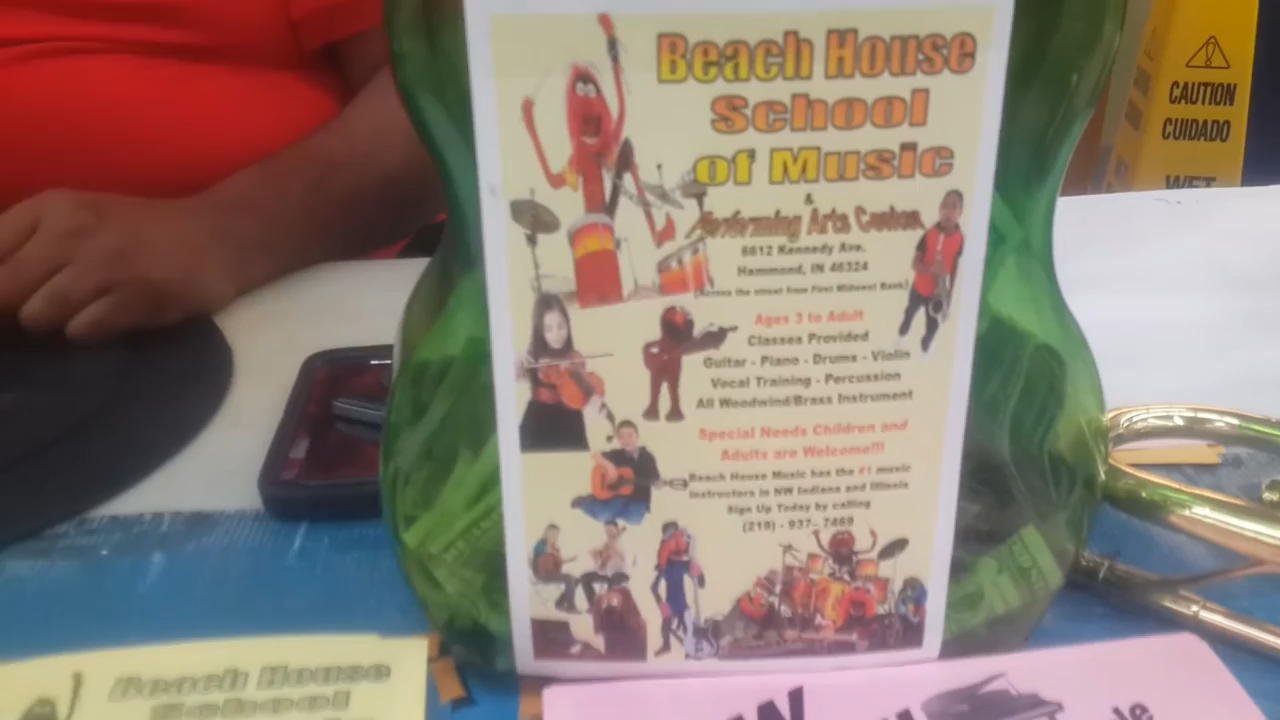 Beach House
School
of Music
&
Performing Arts Center
6612 Kennedy Ave.
Hammond, IN 46324
(Across the street from First Midwest Bank)
Ages 3 to Adult
Classes Provided
Guitar - Piano - Drums - Violin
Vocal Training - Percussion
All Woodwind/Brass Instrument
Special Needs Children and
Adults are Welcome!!!
Beach House Music has the #1 music
instructors in NW Indiana and Illinois
Sign Up Today by calling
(219) - 937- 7469
CAUTION
CUIDADO
WET
Beach House
School